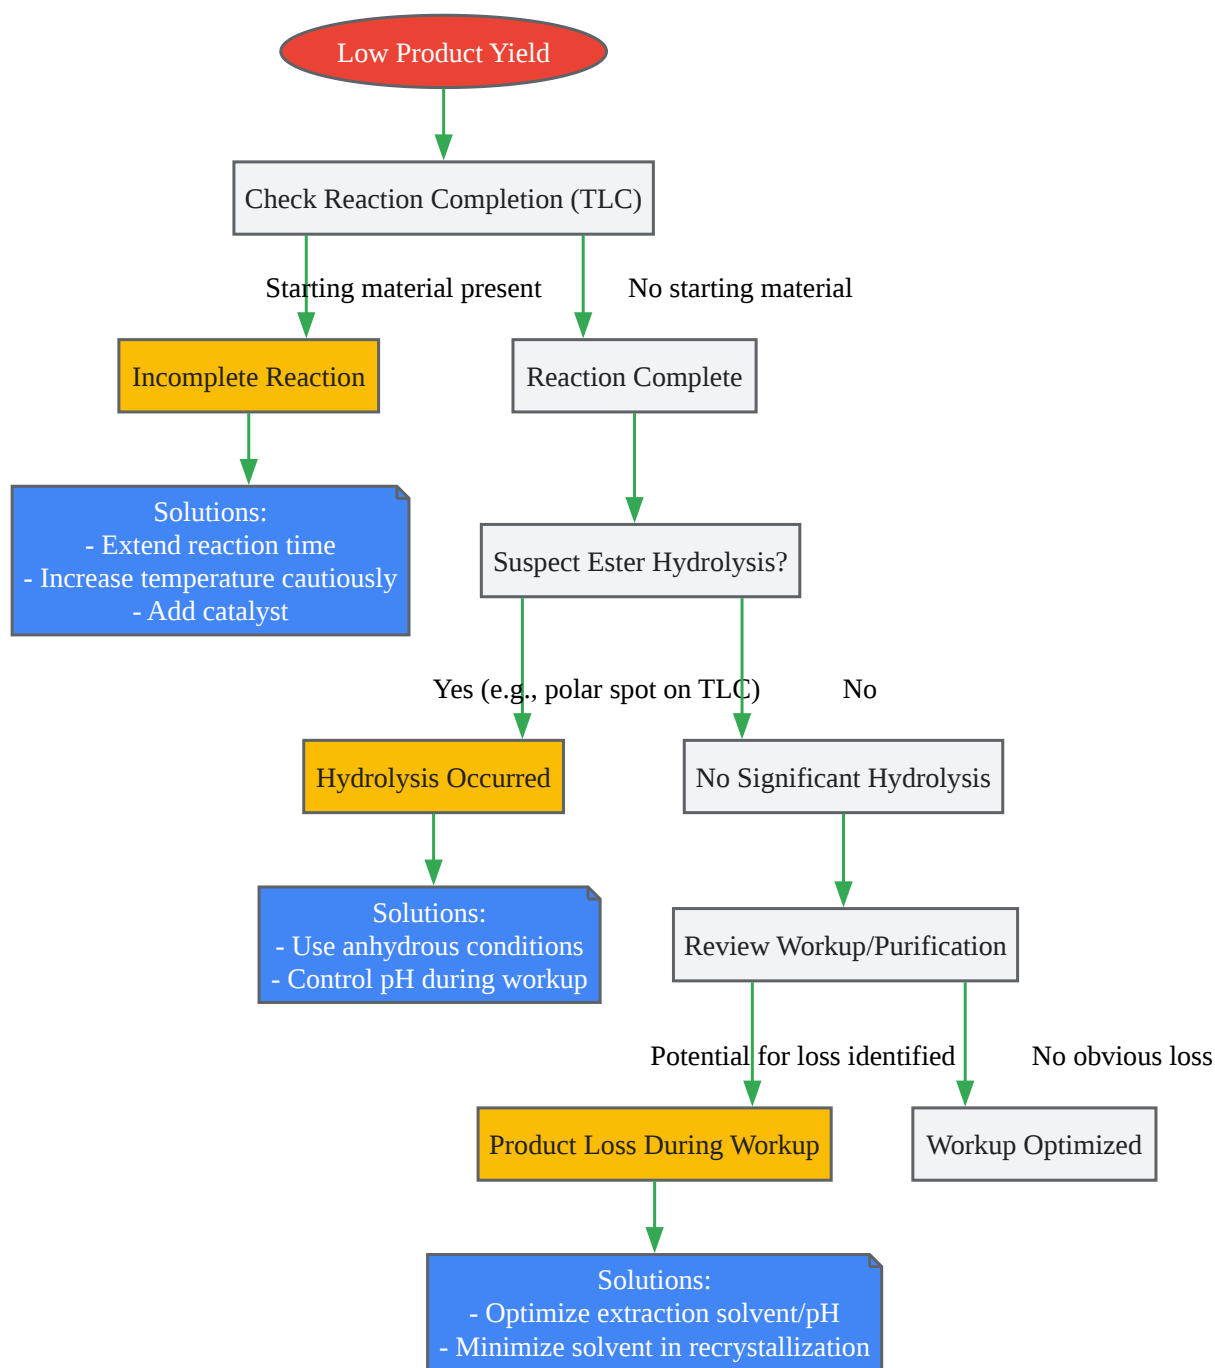 Low Product Yield
Check Reaction Completion (TLC)
Starting material present
No starting material
Incomplete Reaction
Reaction Complete
Solutions:
- Extend reaction time
- Increase temperature cautiously
- Add catalyst
Suspect Ester Hydrolysis?
Yes (e.g., polar spot on TLC)
No
Hydrolysis Occurred
No Significant Hydrolysis
Solutions:
- Use anhydrous conditions
- Control pH during workup
Review Workup/Purification
Potential for loss identified
No obvious loss
Product Loss During Workup
Workup Optimized
Solutions:
- Optimize extraction solvent/pH
- Minimize solvent in recrystallization